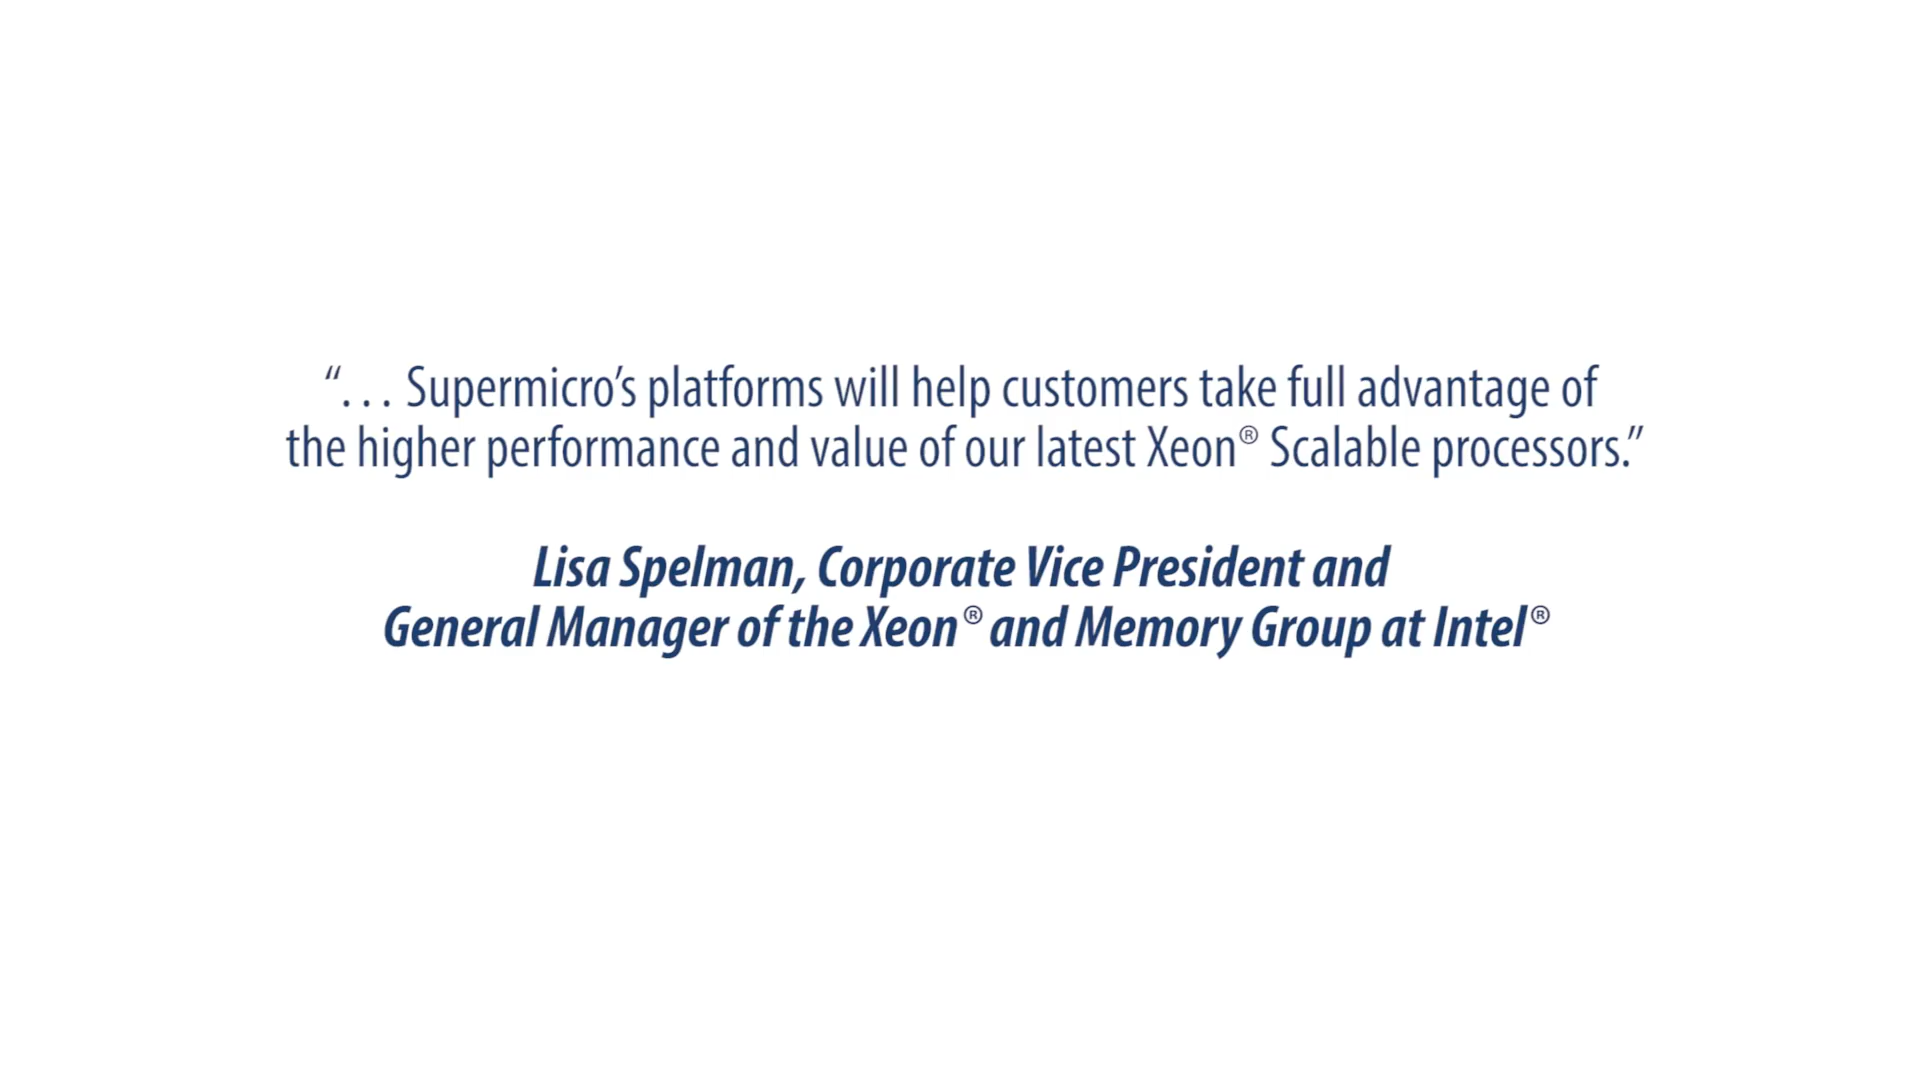 “. . . Supermicro’s platforms will help customers take full advantage of
the higher performance and value of our latest Xeon® Scalable processors.”
Lisa Spelman, Corporate Vice President and
General Manager of the Xeon® and Memory Group at Intel®